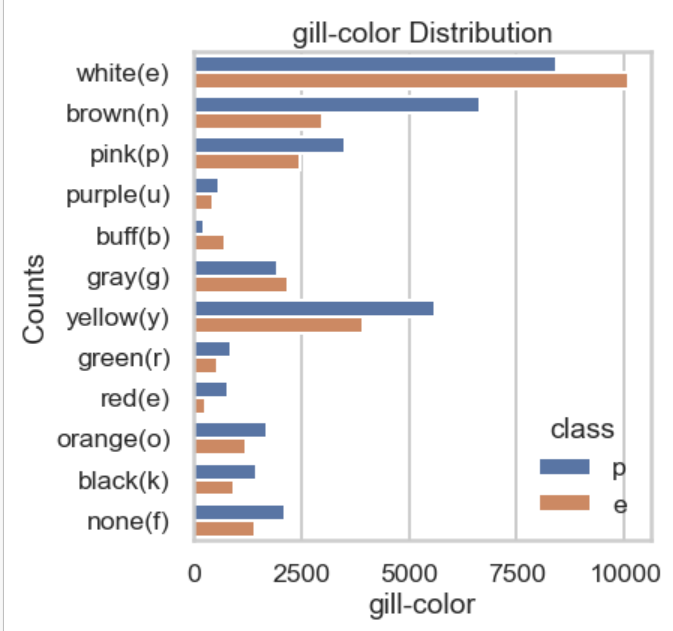 gill-color Distribution
white(e)
brown(n)
pink(p)
purple(u)
buff(b)
gray(g)
yellow(y)
green(r)
red(e)
orange(o)
black(k)
none(f)
Counts
class
p
e
0 2500 5000 7500 10000
gill-color